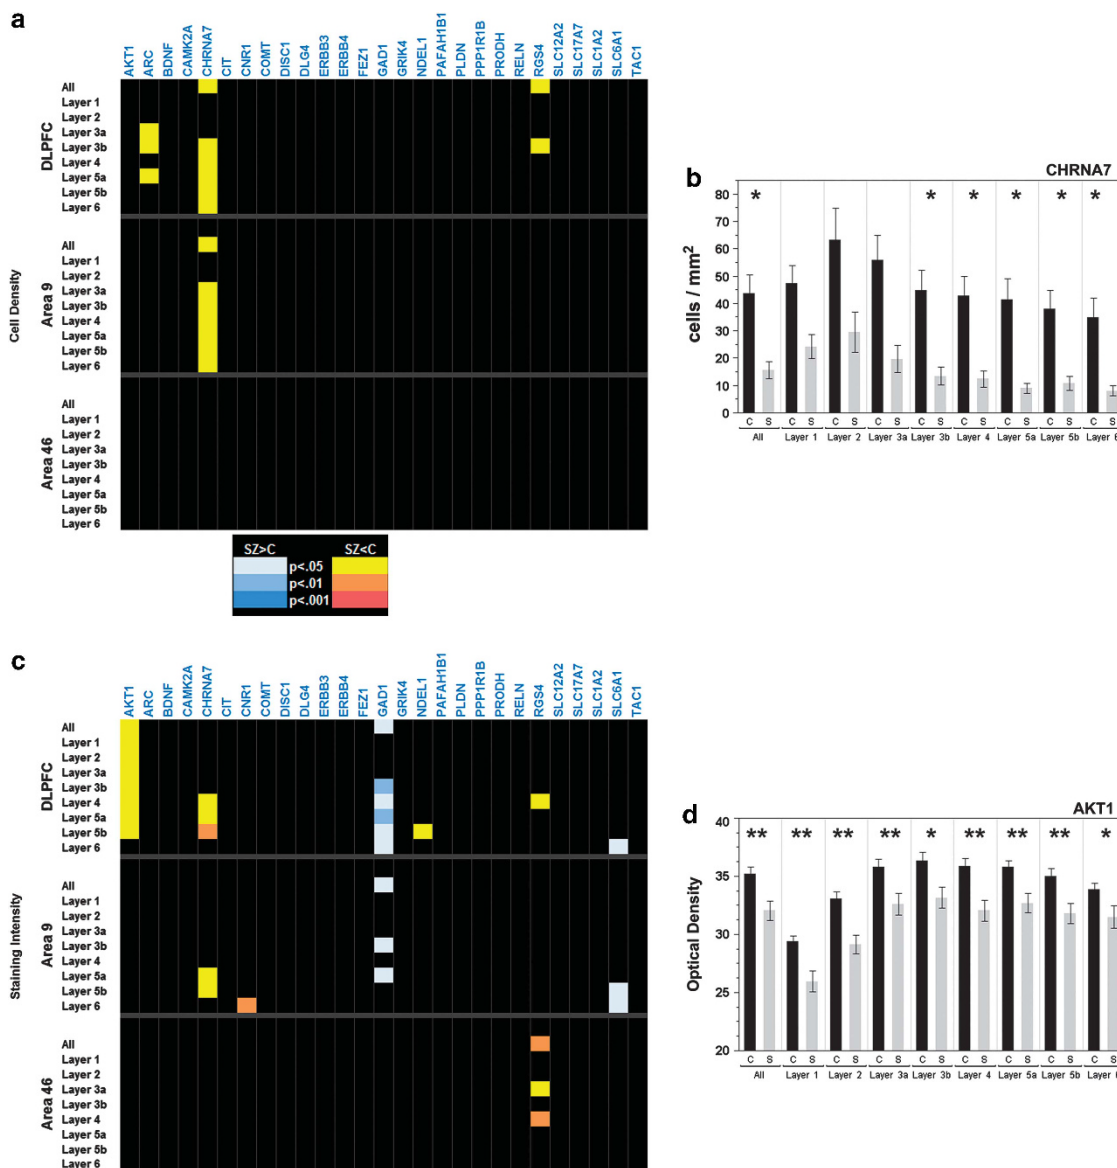 a
AKT1 ARC BDNF CAMK2A CHRNA7 CIT CNR1 COMT DISC1 DLG4 ERBB3 ERBB4 FEZ1 GAD1 GRIK4 NDEL1 PAFAH1B1 PLDN PPP1R1B PRODH RELN RGS4 SLC12A2 SLC17A7 SLC1A2 SLC6A1 TAC1
Cell Density
DLPFC
All
Layer 1
Layer 2
Layer 3a
Layer 3b
Layer 4
Layer 5a
Layer 5b
Layer 6
Area 9
All
Layer 1
Layer 2
Layer 3a
Layer 3b
Layer 4
Layer 5a
Layer 5b
Layer 6
Area 46
All
Layer 1
Layer 2
Layer 3a
Layer 3b
Layer 4
Layer 5a
Layer 5b
Layer 6
SZ>C SZ<C
p<.05
p<.01
p<.001
b
CHRNA7
* * * * * *
cells / mm²
80
70
60
50
40
30
20
10
0
C S C S C S C S C S C S C S C S C S
All Layer 1 Layer 2 Layer 3a Layer 3b Layer 4 Layer 5a Layer 5b Layer 6
c
AKT1 ARC BDNF CAMK2A CHRNA7 CIT CNR1 COMT DISC1 DLG4 ERBB3 ERBB4 FEZ1 GAD1 GRIK4 NDEL1 PAFAH1B1 PLDN PPP1R1B PRODH RELN RGS4 SLC12A2 SLC17A7 SLC1A2 SLC6A1 TAC1
Staining Intensity
DLPFC
All
Layer 1
Layer 2
Layer 3a
Layer 3b
Layer 4
Layer 5a
Layer 5b
Layer 6
Area 9
All
Layer 1
Layer 2
Layer 3a
Layer 3b
Layer 4
Layer 5a
Layer 5b
Layer 6
Area 46
All
Layer 1
Layer 2
Layer 3a
Layer 3b
Layer 4
Layer 5a
Layer 5b
Layer 6
d
AKT1
** ** ** ** * ** ** ** *
Optical Density
40
35
30
25
20
C S C S C S C S C S C S C S C S C S
All Layer 1 Layer 2 Layer 3a Layer 3b Layer 4 Layer 5a Layer 5b Layer 6